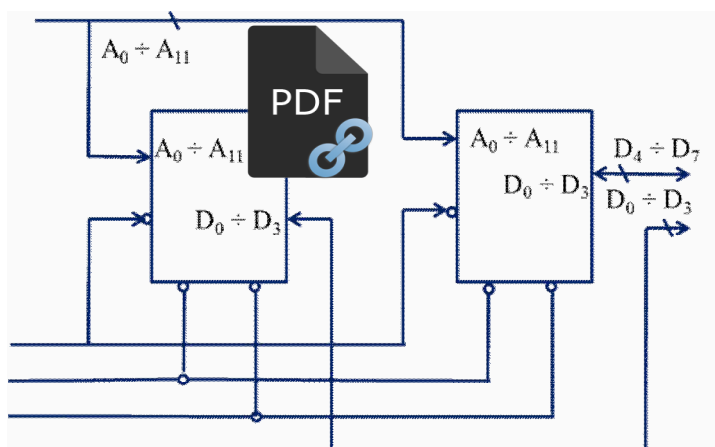 A₀ ÷ A₁₁
PDF
A₀ ÷ A₁₁
D₀ ÷ D₃
A₀ ÷ A₁₁
D₀ ÷ D₃
D₄ ÷ D₇
D₀ ÷ D₃